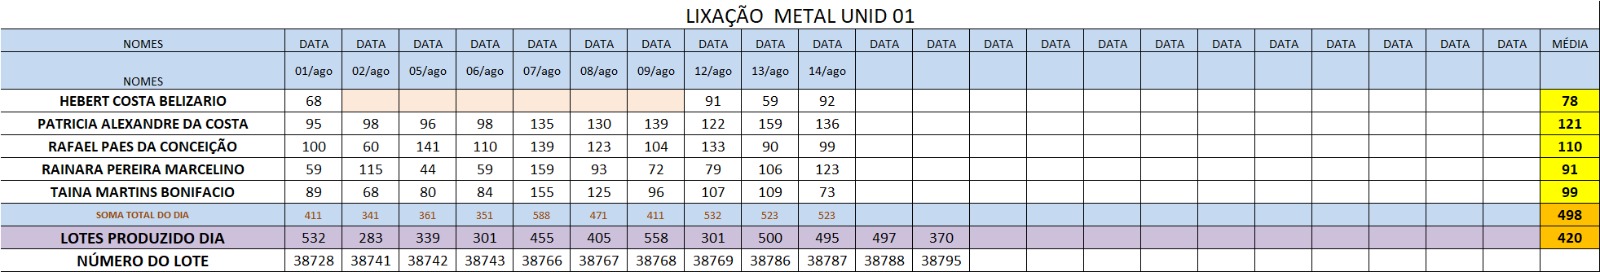 LIXAÇÃO METAL UNID 01
NOMES DATA DATA DATA DATA DATA DATA DATA DATA DATA DATA DATA DATA DATA DATA DATA DATA DATA DATA DATA DATA DATA DATA MÉDIA
NOMES 01/ago 02/ago 05/ago 06/ago 07/ago 08/ago 09/ago 12/ago 13/ago 14/ago
HEBERT COSTA BELIZARIO 68 91 59 92 78
PATRICIA ALEXANDRE DA COSTA 95 98 96 98 135 130 139 122 159 136 121
RAFAEL PAES DA CONCEIÇÃO 100 60 141 110 139 123 104 133 90 99 110
RAINARA PEREIRA MARCELINO 59 115 44 59 159 93 72 79 106 123 91
TAINA MARTINS BONIFACIO 89 68 80 84 155 125 96 107 109 73 99
SOMA TOTAL DO DIA 411 341 361 351 588 471 411 532 523 523 498
LOTES PRODUZIDO DIA 532 283 339 301 455 405 558 301 500 495 497 370 420
NÚMERO DO LOTE 38728 38741 38742 38743 38766 38767 38768 38769 38786 38787 38788 38795